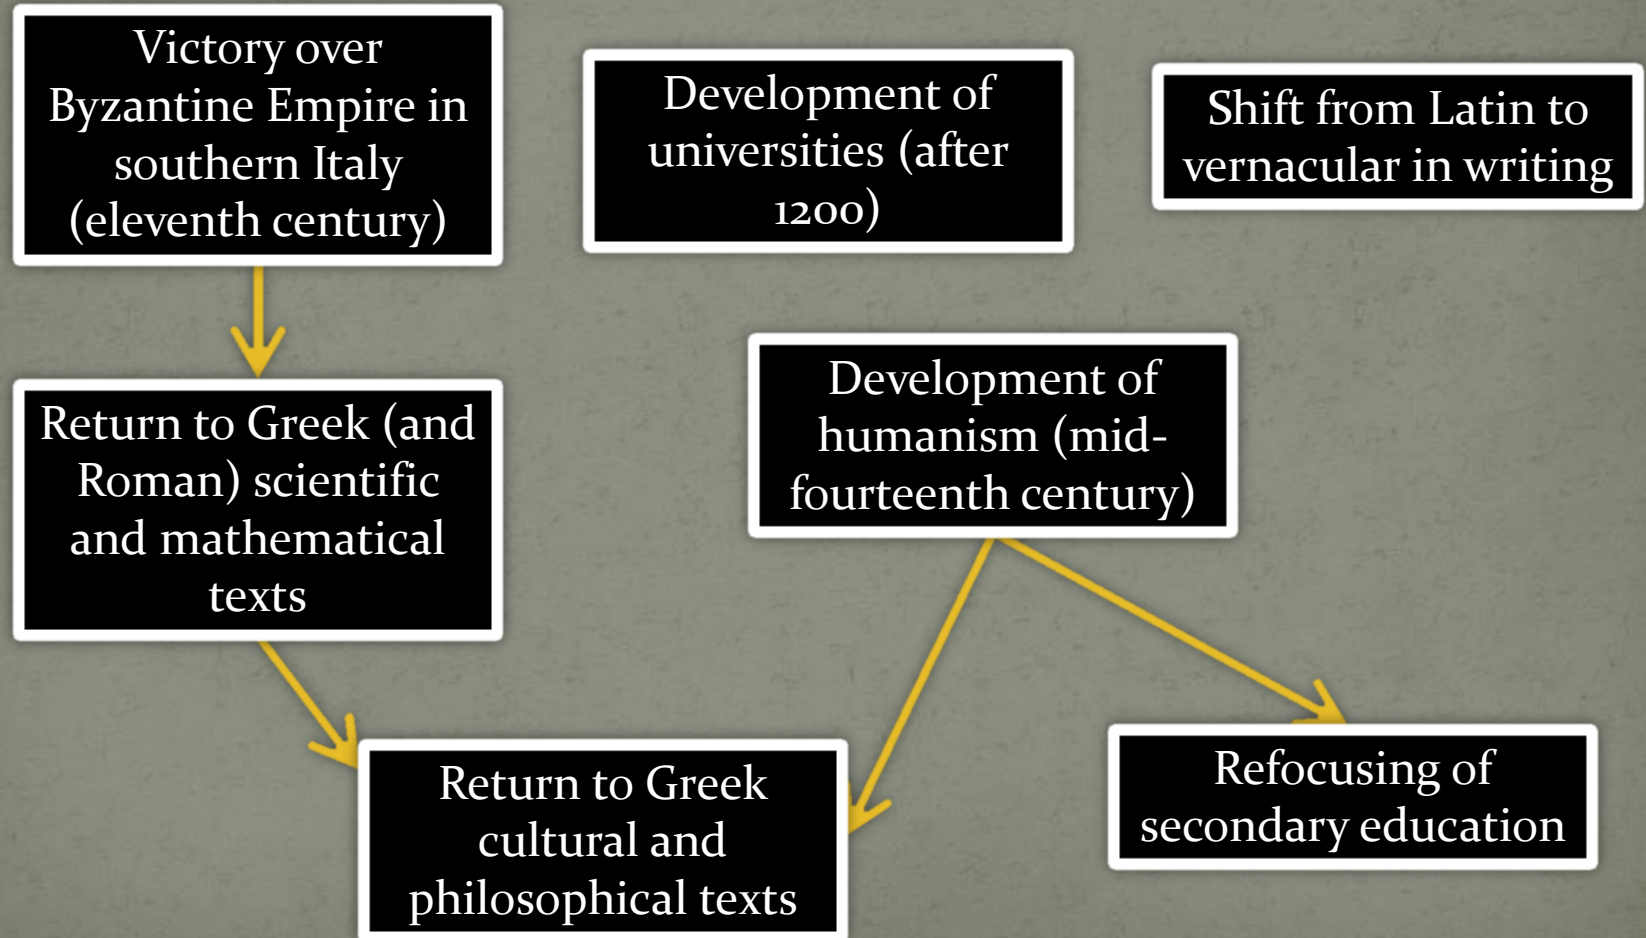 Victory over
Byzantine Empire in
southern Italy
(eleventh century)
Development of
universities (after
1200)
Shift from Latin to
vernacular in writing
Return to Greek (and
Roman) scientific
and mathematical
texts
Development of
humanism (mid-
fourteenth century)
Return to Greek
cultural and
philosophical texts
Refocusing of
secondary education